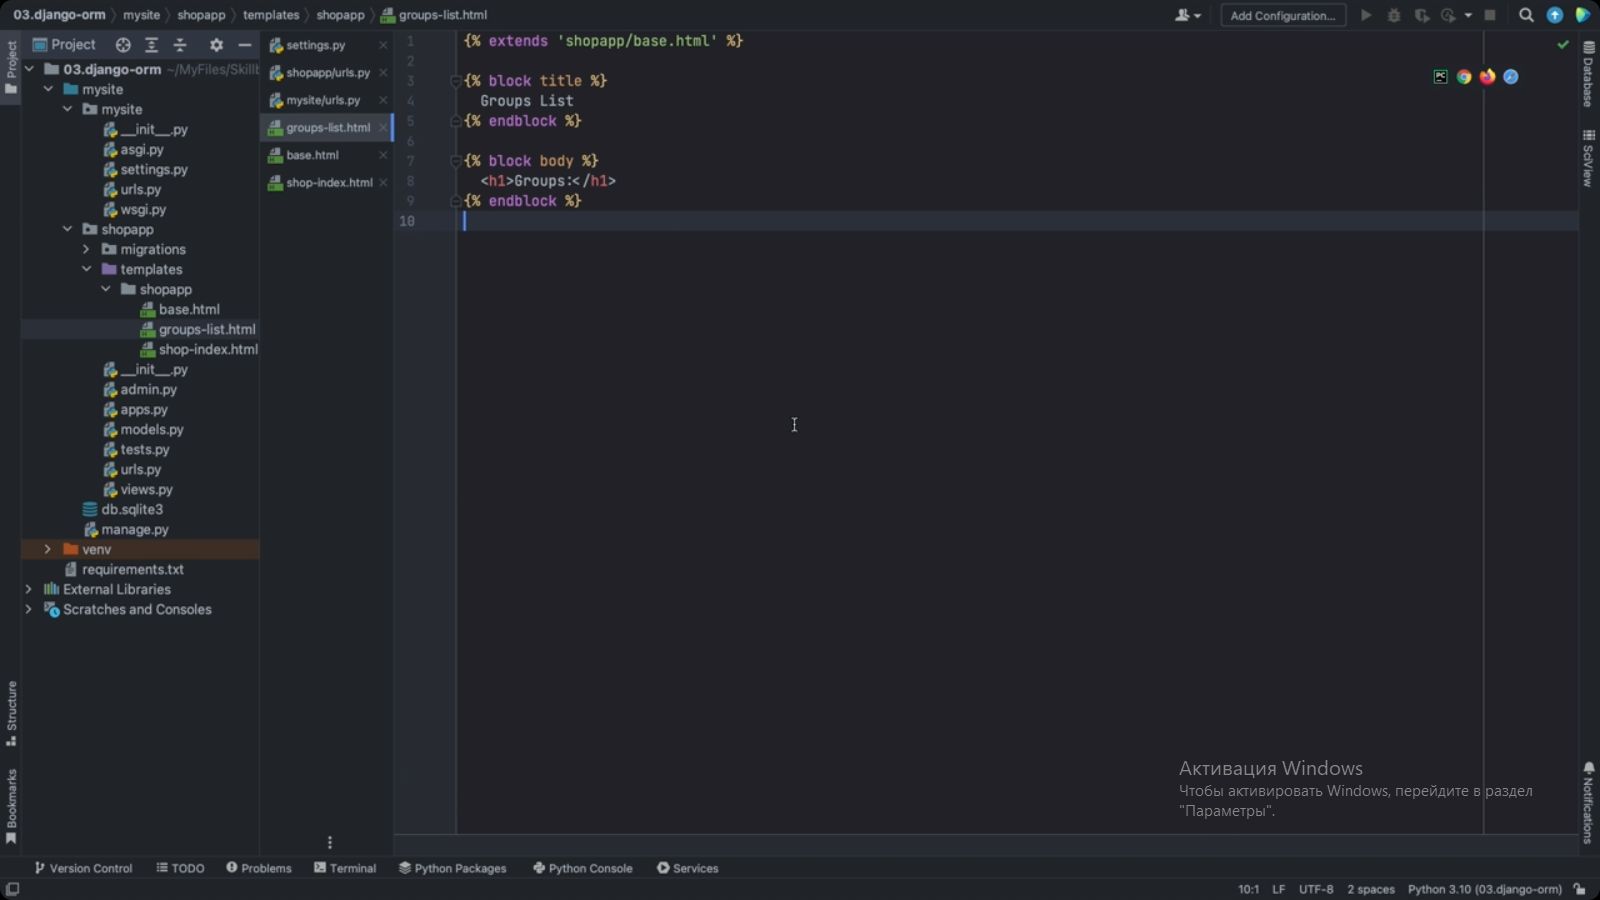 03.django-orm mysite shopapp templates shopapp groups-list.html
Add Configuration...
Project
Project
Structure
Bookmarks
03.django-orm ~/MyFiles/Skillb
mysite
mysite
__init__.py
asgi.py
settings.py
urls.py
wsgi.py
shopapp
migrations
templates
shopapp
base.html
groups-list.html
shop-index.html
__init__.py
admin.py
apps.py
models.py
tests.py
urls.py
views.py
db.sqlite3
manage.py
venv
requirements.txt
External Libraries
Scratches and Consoles
settings.py
shopapp/urls.py
mysite/urls.py
groups-list.html
base.html
shop-index.html
1 {% extends 'shopapp/base.html' %}
2
3 {% block title %}
4 Groups List
5 {% endblock %}
6
7 {% block body %}
8 <h1>Groups:</h1>
9 {% endblock %}
10
PC
Database
SciView
Notifications
Активация Windows
Чтобы активировать Windows, перейдите в раздел
"Параметры".
Version Control TODO Problems Terminal Python Packages Python Console Services
10:1 LF UTF-8 2 spaces Python 3.10 (03.django-orm)